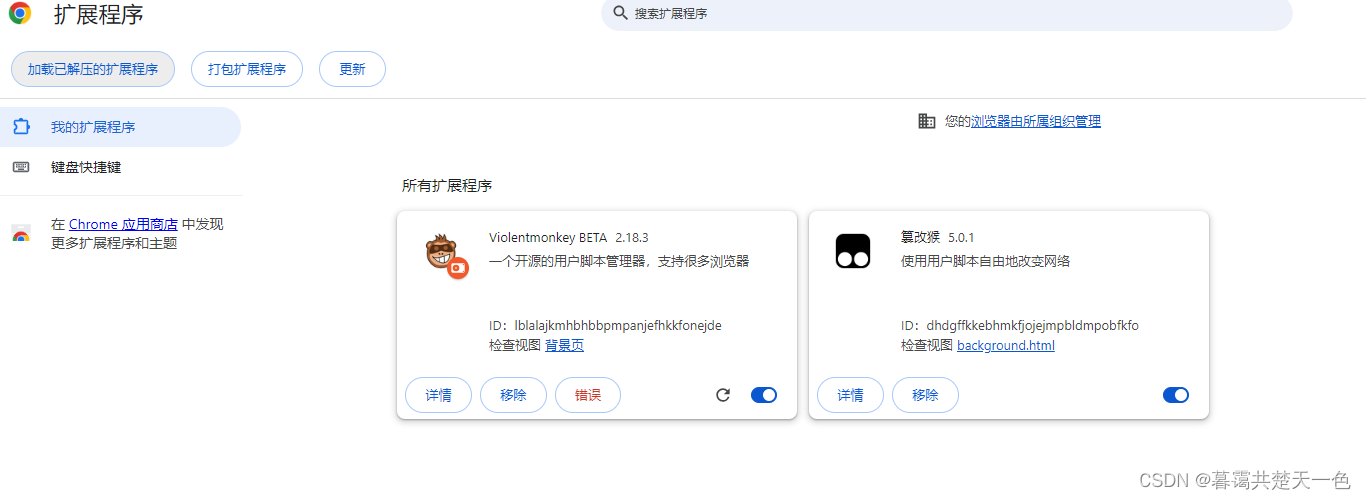 扩展程序
搜索扩展程序
加载已解压的扩展程序 打包扩展程序 更新
我的扩展程序
键盘快捷键
在 Chrome 应用商店 中发现
更多扩展程序和主题
您的浏览器由所属组织管理
所有扩展程序
Violentmonkey BETA 2.18.3
一个开源的用户脚本管理器，支持很多浏览器
ID：lblalajkmhbhbbpmpanjefhkkfonejde
检查视图 背景页
详情 移除 错误
篡改猴 5.0.1
使用用户脚本自由地改变网络
ID：dhdgffkkebhmkfjojejmpbldmpobfkfo
检查视图 background.html
详情 移除
CSDN @暮霭共楚天一色